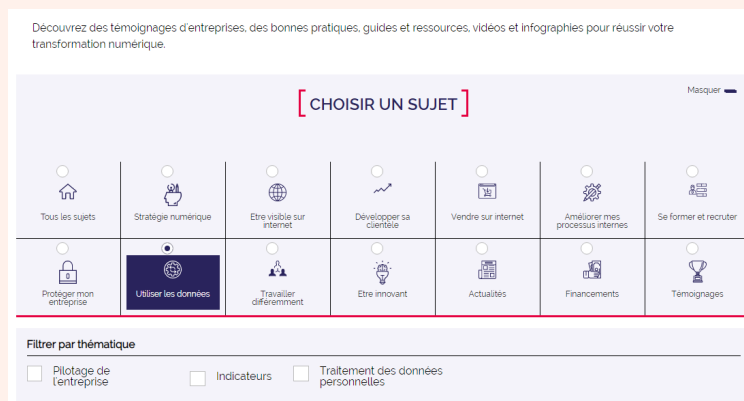 Découvrez des témoignages d'entreprises, des bonnes pratiques, guides et ressources, vidéos et infographies pour réussir votre
transformation numérique.
Masquer
[ CHOISIR UN SUJET ]
Tous les sujets
Stratégie numérique
Etre visible sur
internet
Développer sa
clientèle
Vendre sur internet
Améliorer mes
processus internes
Se former et recruter
Protéger mon
entreprise
Utiliser les données
Travailler
différemment
Etre innovant
Actualités
Financements
Témoignages
Filtrer par thématique
Pilotage de
l'entreprise
Indicateurs
Traitement des données
personnelles